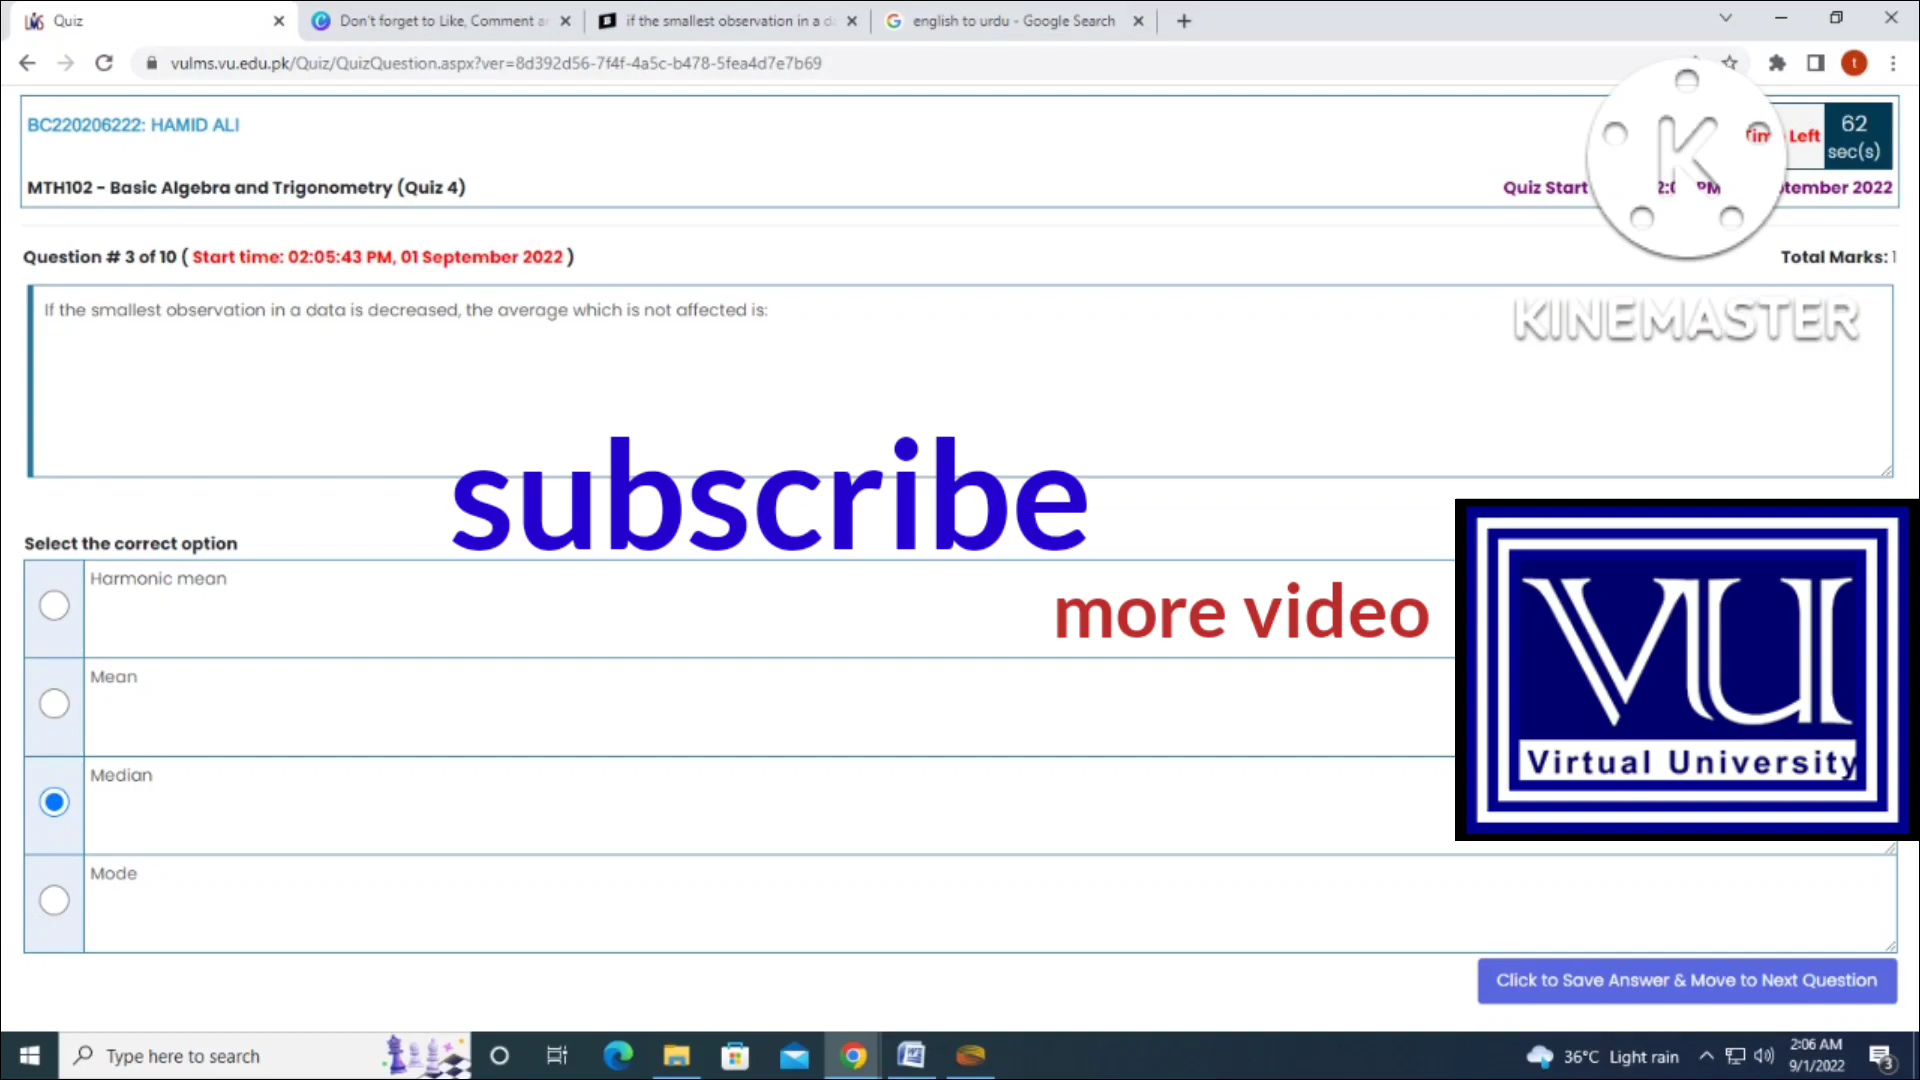 Quiz
Don't forget to Like, Comment a
if the smallest observation in a d
english to urdu - Google Search
vulms.vu.edu.pk/Quiz/QuizQuestion.aspx?ver=8d392d56-7f4f-4a5c-b478-5fea4d7e7b69
BC220206222: HAMID ALI
Left
62
sec(s)
MTH102 - Basic Algebra and Trigonometry (Quiz 4)
Quiz Start PM 2022
K
Question # 3 of 10 ( Start time: 02:05:43 PM, 01 September 2022 )
Total Marks: 1
If the smallest observation in a data is decreased, the average which is not affected is:
KINEMASTER
subscribe
Select the correct option
Harmonic mean
more video
Mean
VU
Virtual University
Median
Mode
Click to Save Answer & Move to Next Question
Type here to search
36°C Light rain
2:06 AM
9/1/2022
3